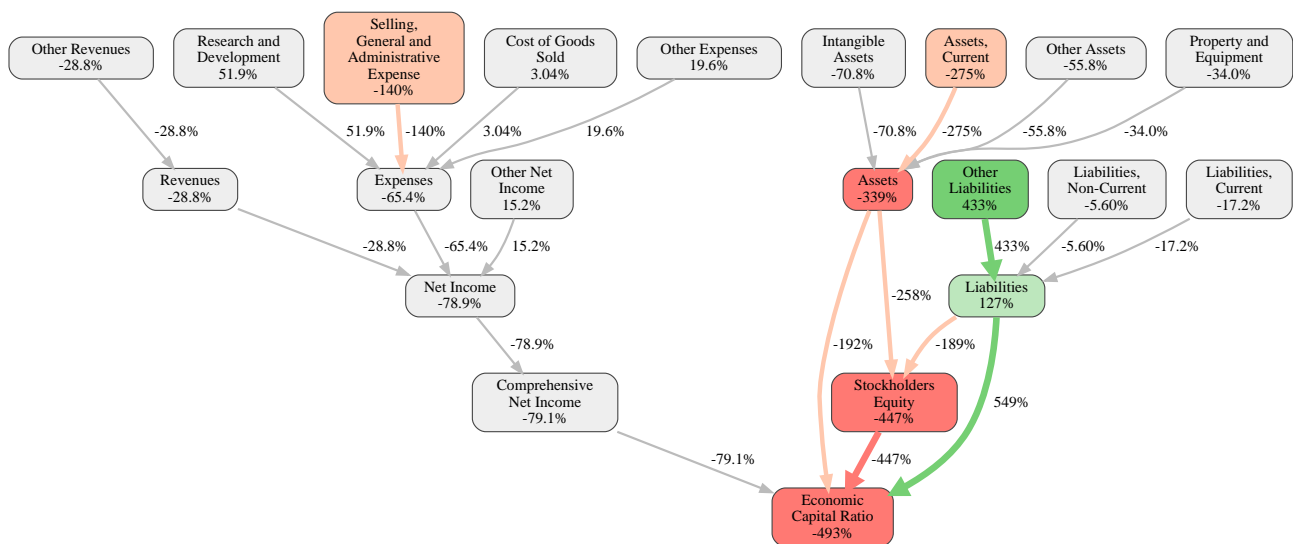 Other Revenues
-28.8%
Research and
Development
51.9%
Selling,
General and
Administrative
Expense
-140%
Cost of Goods
Sold
3.04%
Other Expenses
19.6%
Intangible
Assets
-70.8%
Assets,
Current
-275%
Other Assets
-55.8%
Property and
Equipment
-34.0%
-28.8%
51.9%
-140%
3.04%
19.6%
-70.8%
-275%
-55.8%
-34.0%
Revenues
-28.8%
Expenses
-65.4%
Other Net
Income
15.2%
Assets
-339%
Other
Liabilities
433%
Liabilities,
Non-Current
-5.60%
Liabilities,
Current
-17.2%
-28.8%
-65.4%
15.2%
433%
-5.60%
-17.2%
Net Income
-78.9%
-258%
Liabilities
127%
-78.9%
-192%
-189%
Comprehensive
Net Income
-79.1%
Stockholders
Equity
-447%
549%
-79.1%
-447%
Economic
Capital Ratio
-493%